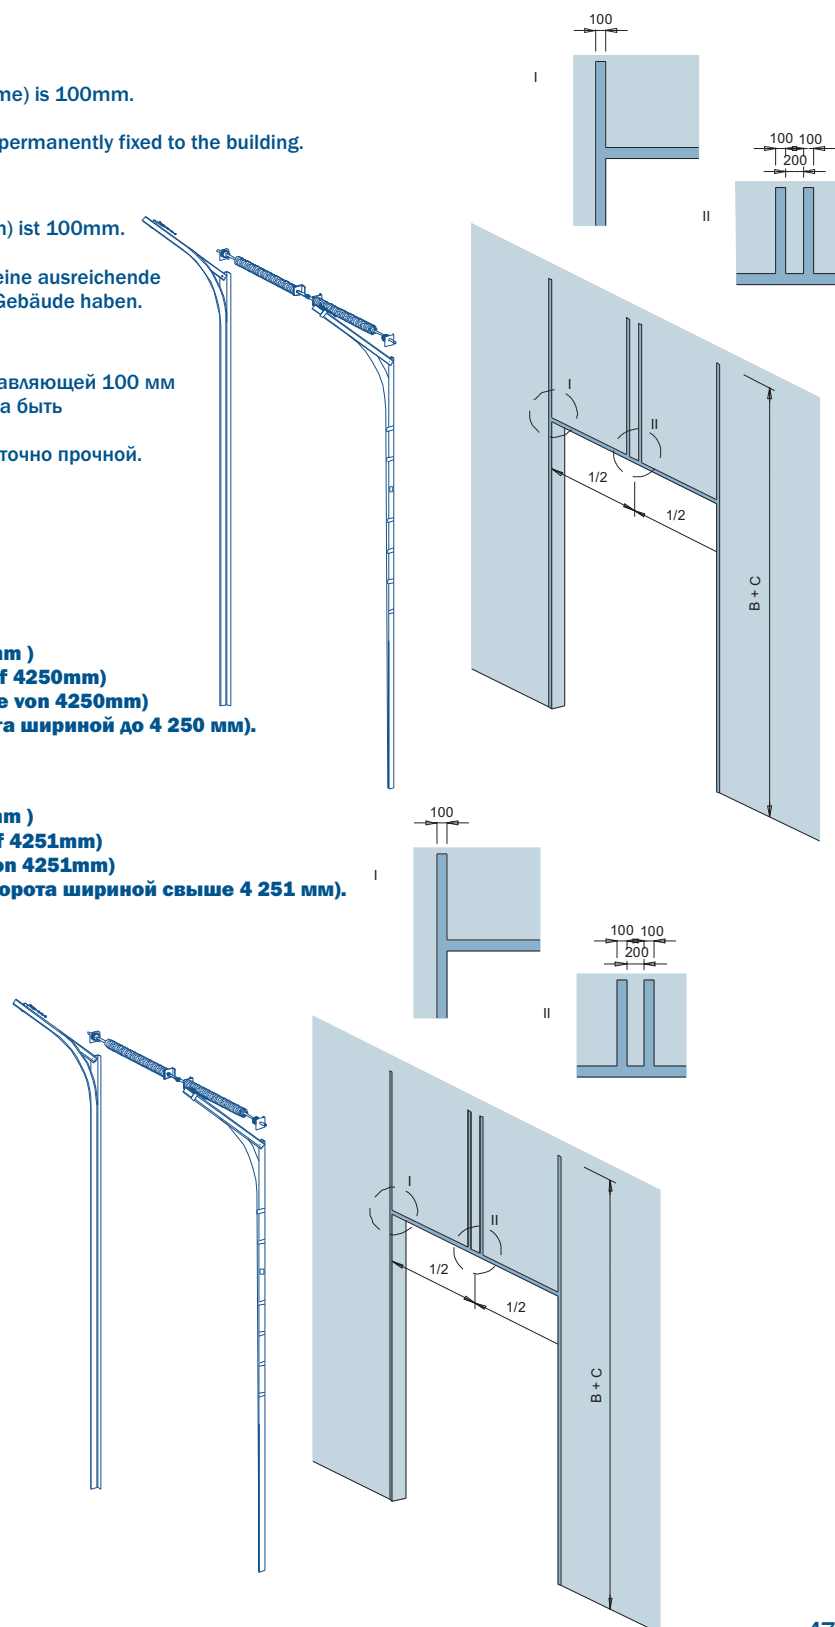 100
I
me) is 100mm.
permanently fixed to the building.
100 100
200
II
n) ist 100mm.
eine ausreichende
Gebäude haben.
авляющей 100 мм
а быть
точно прочной.
I
II
1/2
1/2
B + C
mm )
f 4250mm)
e von 4250mm)
та шириной до 4 250 мм).
100
mm )
f 4251mm)
on 4251mm)
орота шириной свыше 4 251 мм).
I
100 100
200
II
I
II
1/2
1/2
B + C
47